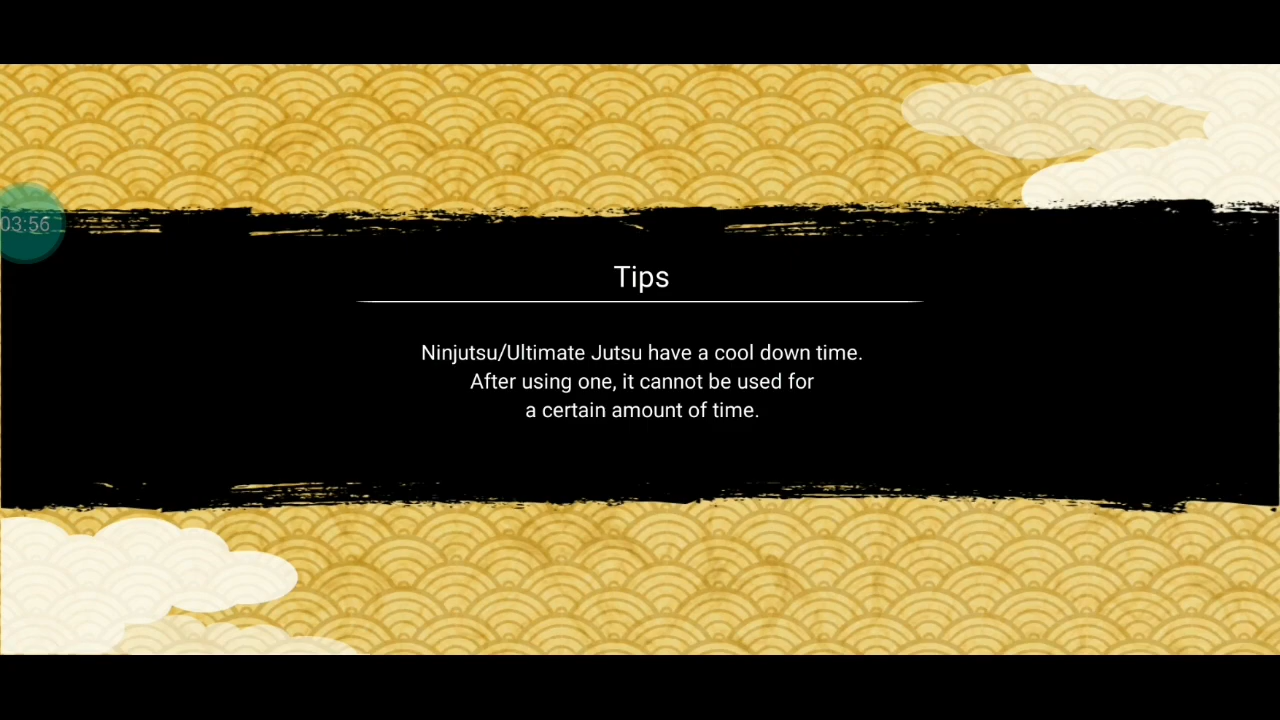 03:56
Tips
Ninjutsu/Ultimate Jutsu have a cool down time.
After using one, it cannot be used for
a certain amount of time.